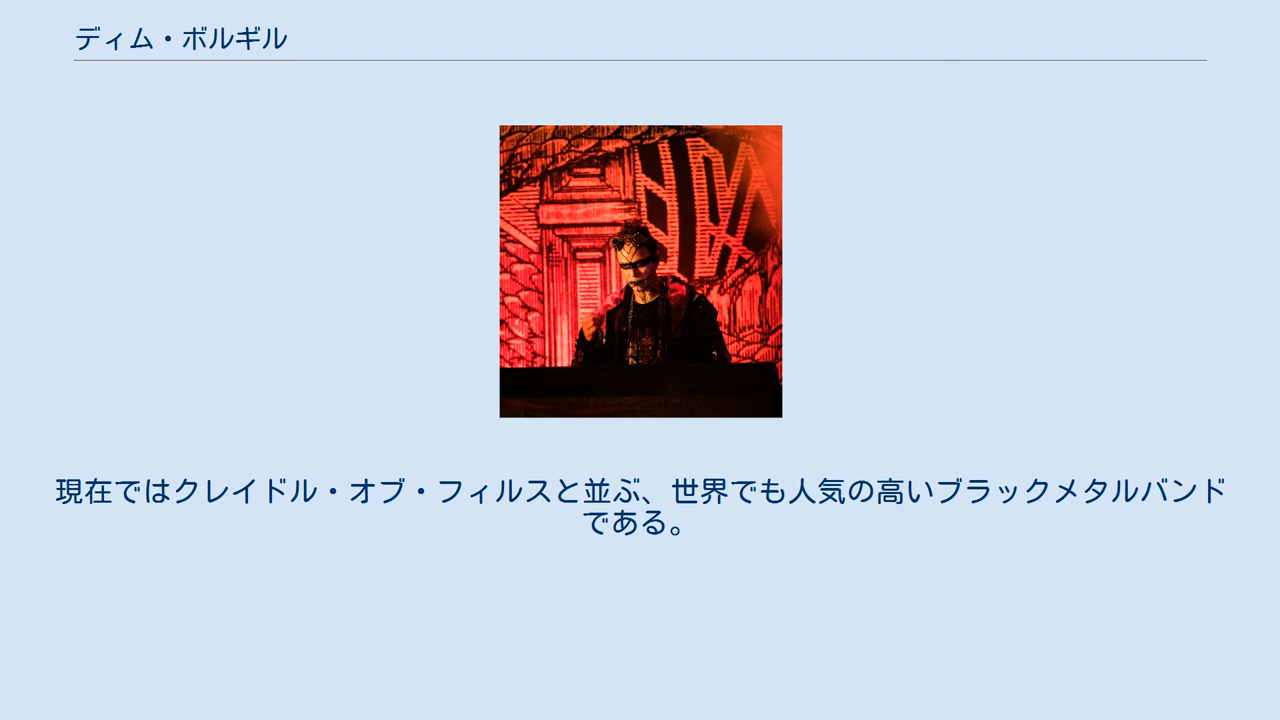 ディム・ボルギル
現在ではクレイドル・オブ・フィルスと並ぶ、世界でも人気の高いブラックメタルバンド
である。